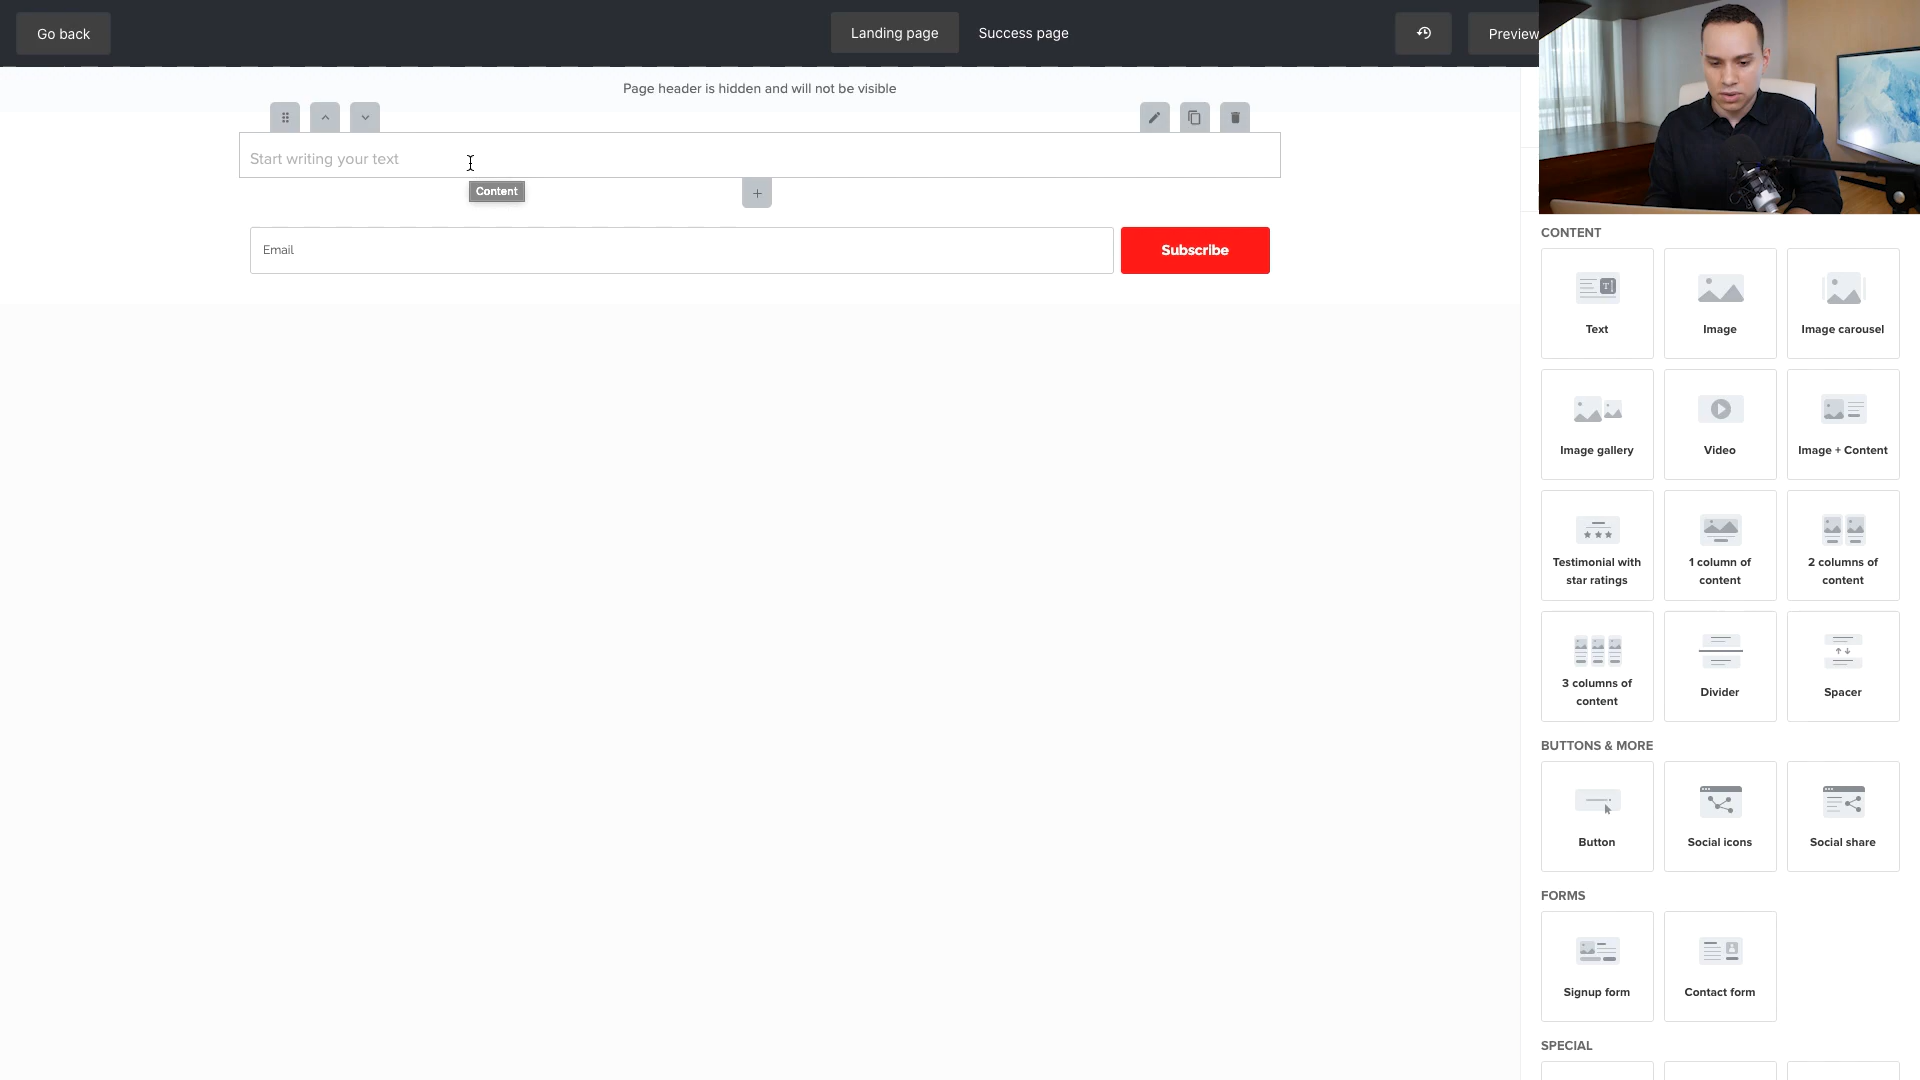 Go back
Landing page
Success page
Preview
Page header is hidden and will not be visible
Start writing your text
Content
Email
Subscribe
CONTENT
Text
Image
Image carousel
Image gallery
Video
Image + Content
Testimonial with
star ratings
1 column of
content
2 columns of
content
3 columns of
content
Divider
Spacer
BUTTONS & MORE
Button
Social icons
Social share
FORMS
Signup form
Contact form
SPECIAL